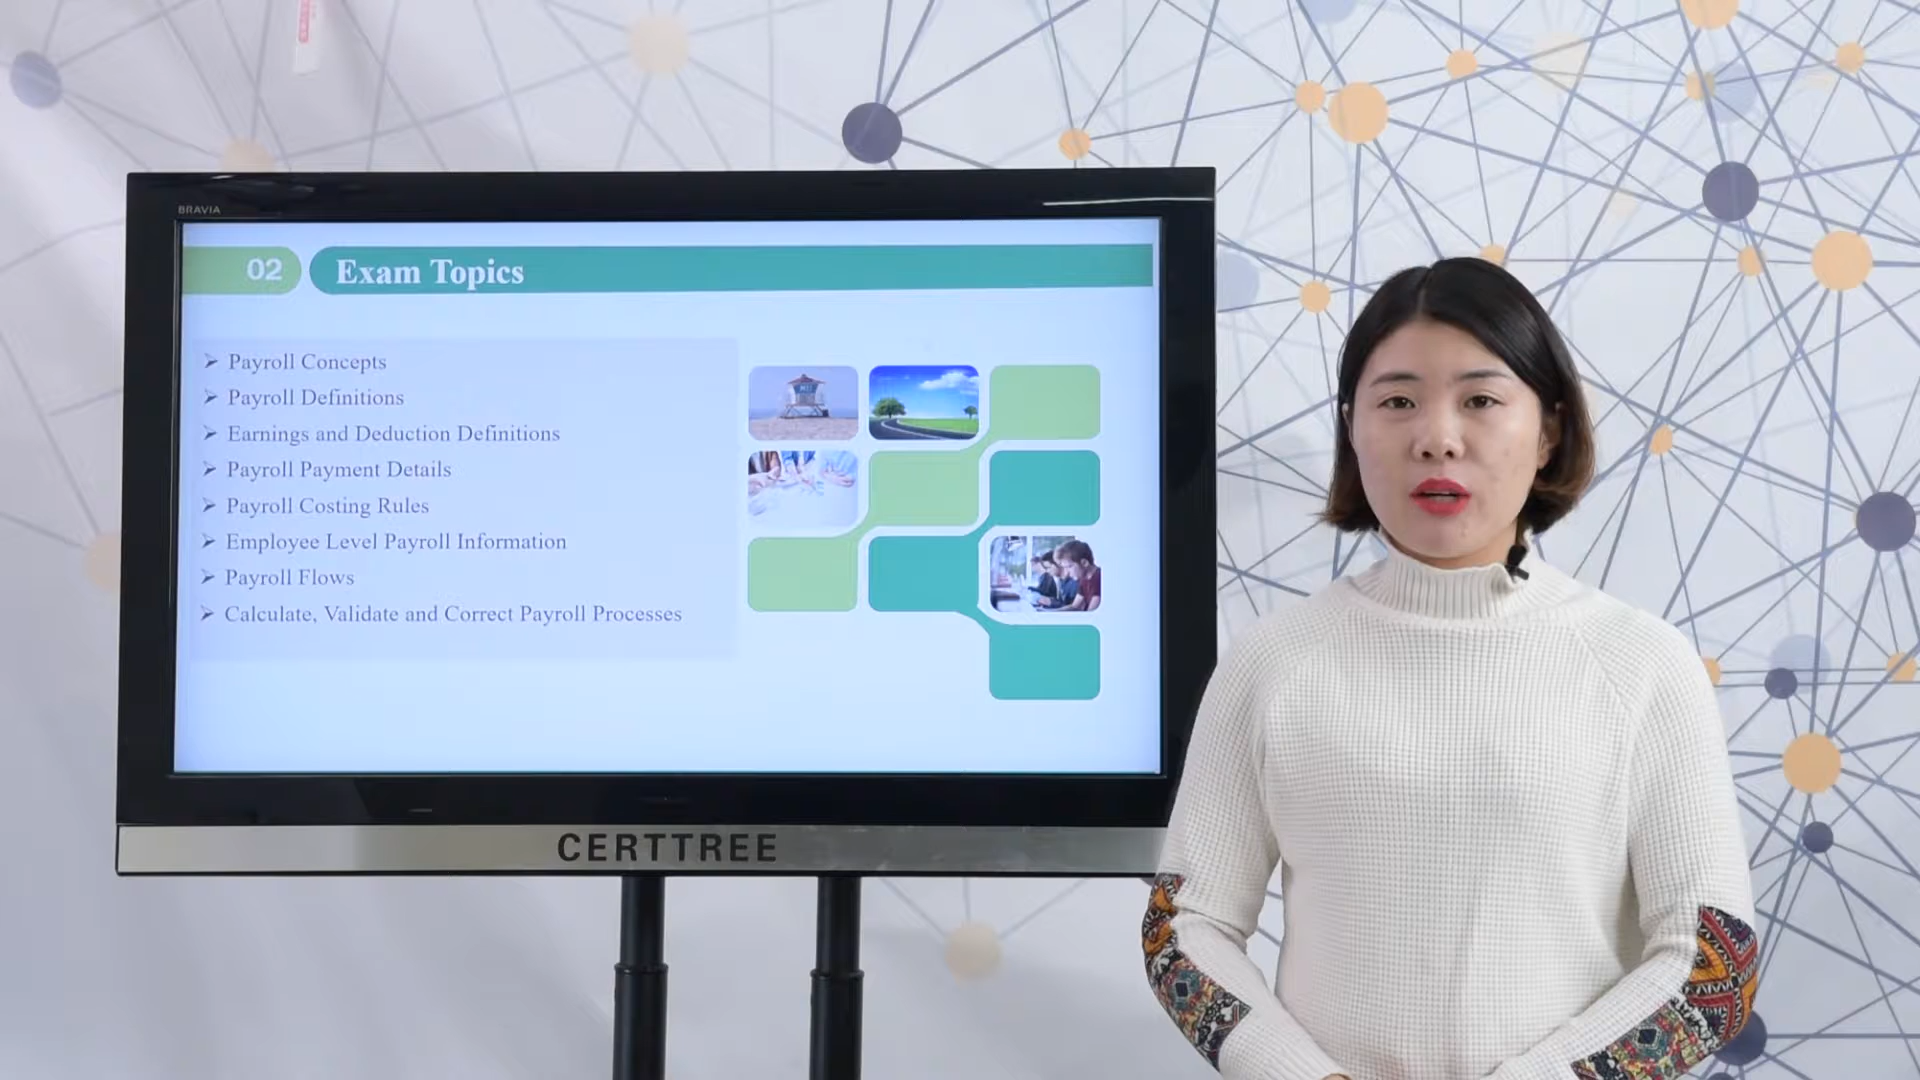 BRAVIA
02
Exam Topics
Payroll Concepts
Payroll Definitions
Earnings and Deduction Definitions
Payroll Payment Details
Payroll Costing Rules
Employee Level Payroll Information
Payroll Flows
Calculate, Validate and Correct Payroll Processes
CERTTREE